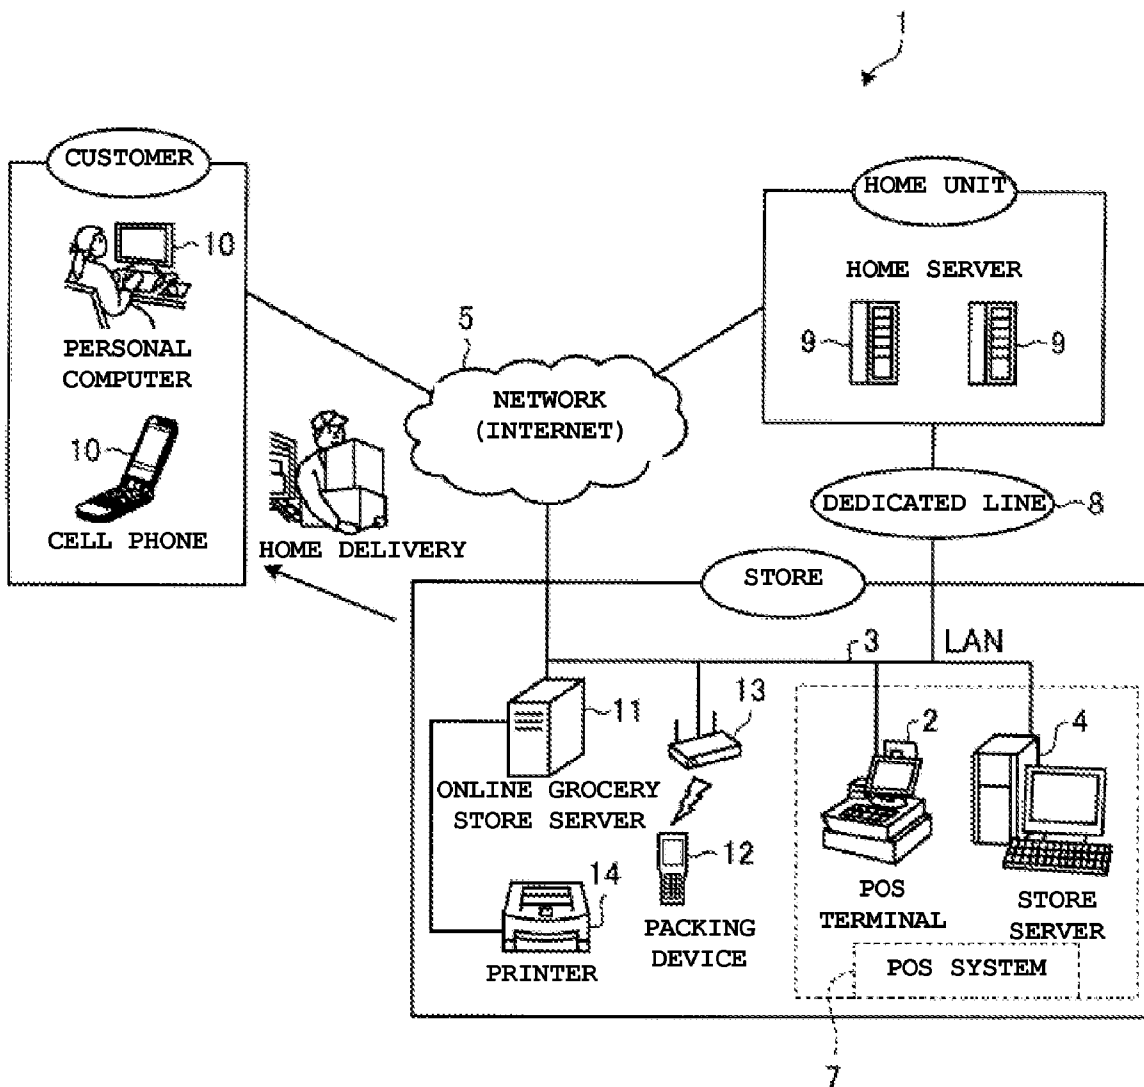 1
CUSTOMER
10
PERSONAL
COMPUTER
10
CELL PHONE
HOME DELIVERY
5
NETWORK
(INTERNET)
HOME UNIT
HOME SERVER
9
9
DEDICATED LINE
8
STORE
3
LAN
11
ONLINE GROCERY
STORE SERVER
13
12
PACKING
DEVICE
14
PRINTER
2
POS
TERMINAL
4
STORE
SERVER
POS SYSTEM
7